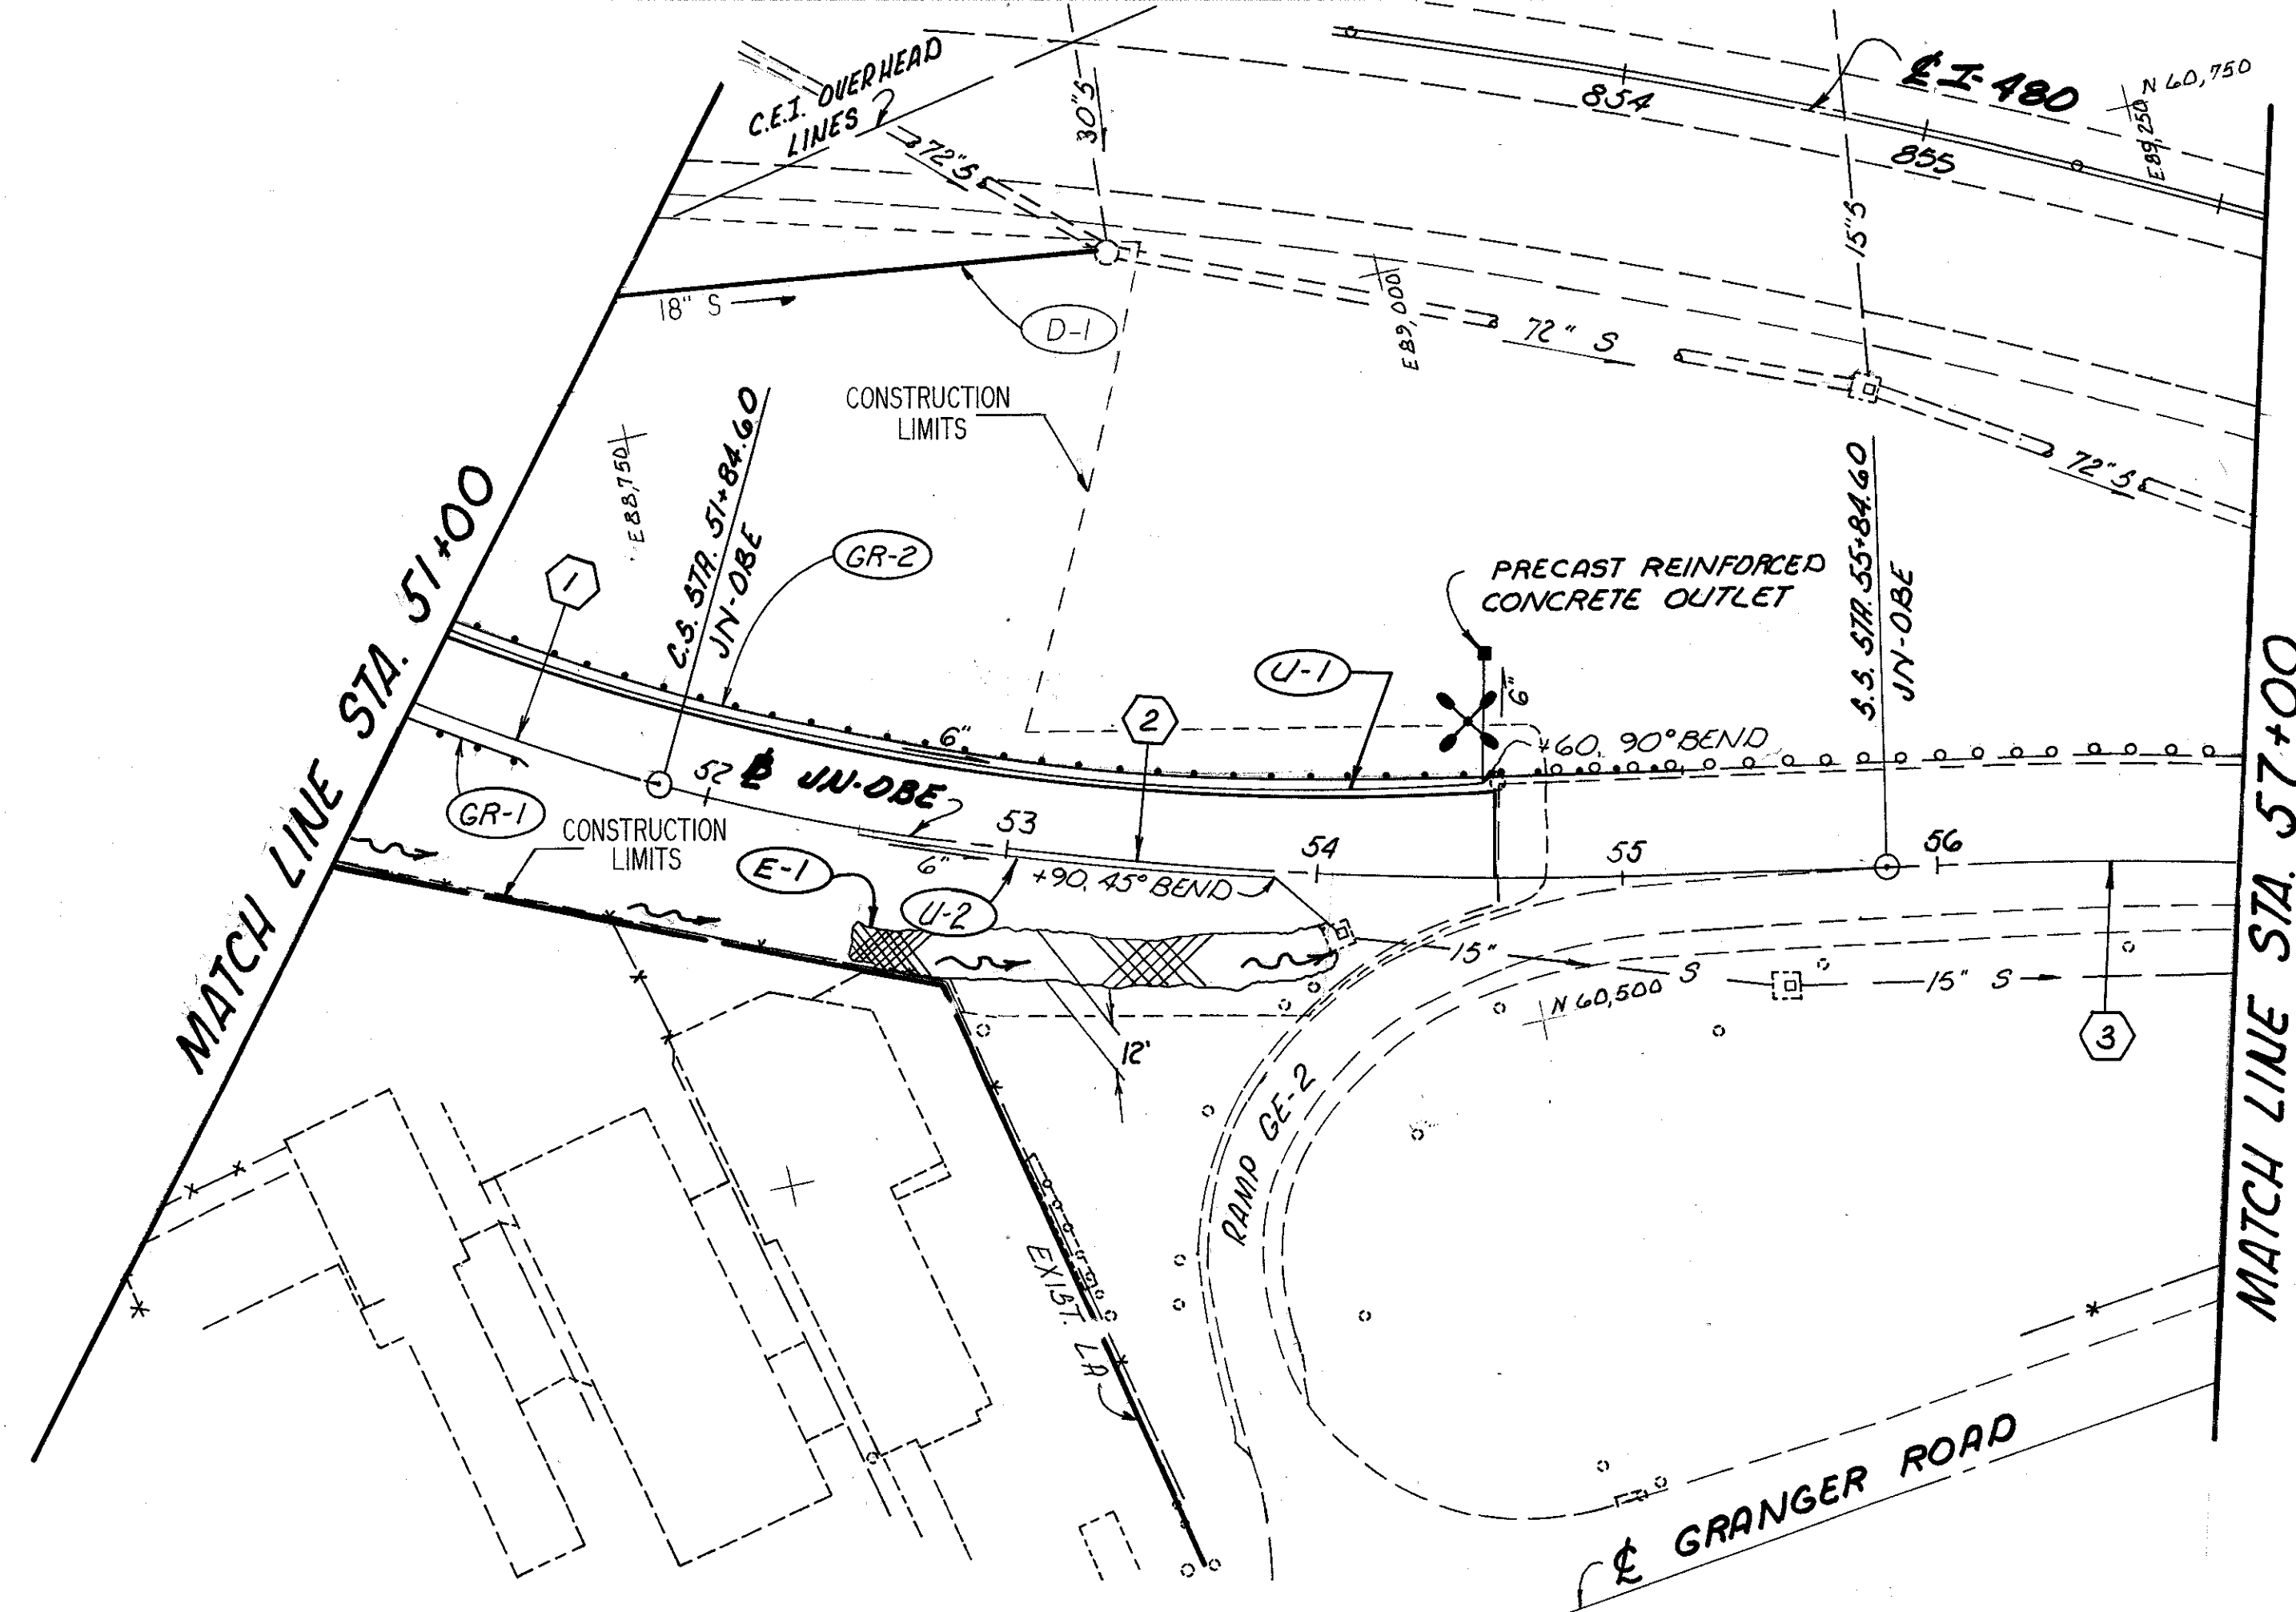 C.E.I. OVERHEAD
LINES
72" S
30"S
854
℄ I-480
N 60,750
E89,250
855
15"S
18" S
D-1
E 89,000
72" S
CONSTRUCTION
LIMITS
72" S
MATCH LINE STA. 51+00
E 88,750
1
C.S. STA. 51+84.60
JN-OBE
GR-2
PRECAST REINFORCED
CONCRETE OUTLET
S.S. STA. 55+84.60
JN-OBE
U-1
6"
2
6"
+60, 90° BEND
GR-1
52
℄ JN-OBE
53
54
55
56
CONSTRUCTION
LIMITS
E-1
6"
U-2
+90, 45° BEND
15" S
N 60,500
15" S
12'
3
RAMP GE-2
EXIST. LA
℄ GRANGER ROAD
MATCH LINE STA. 57+00